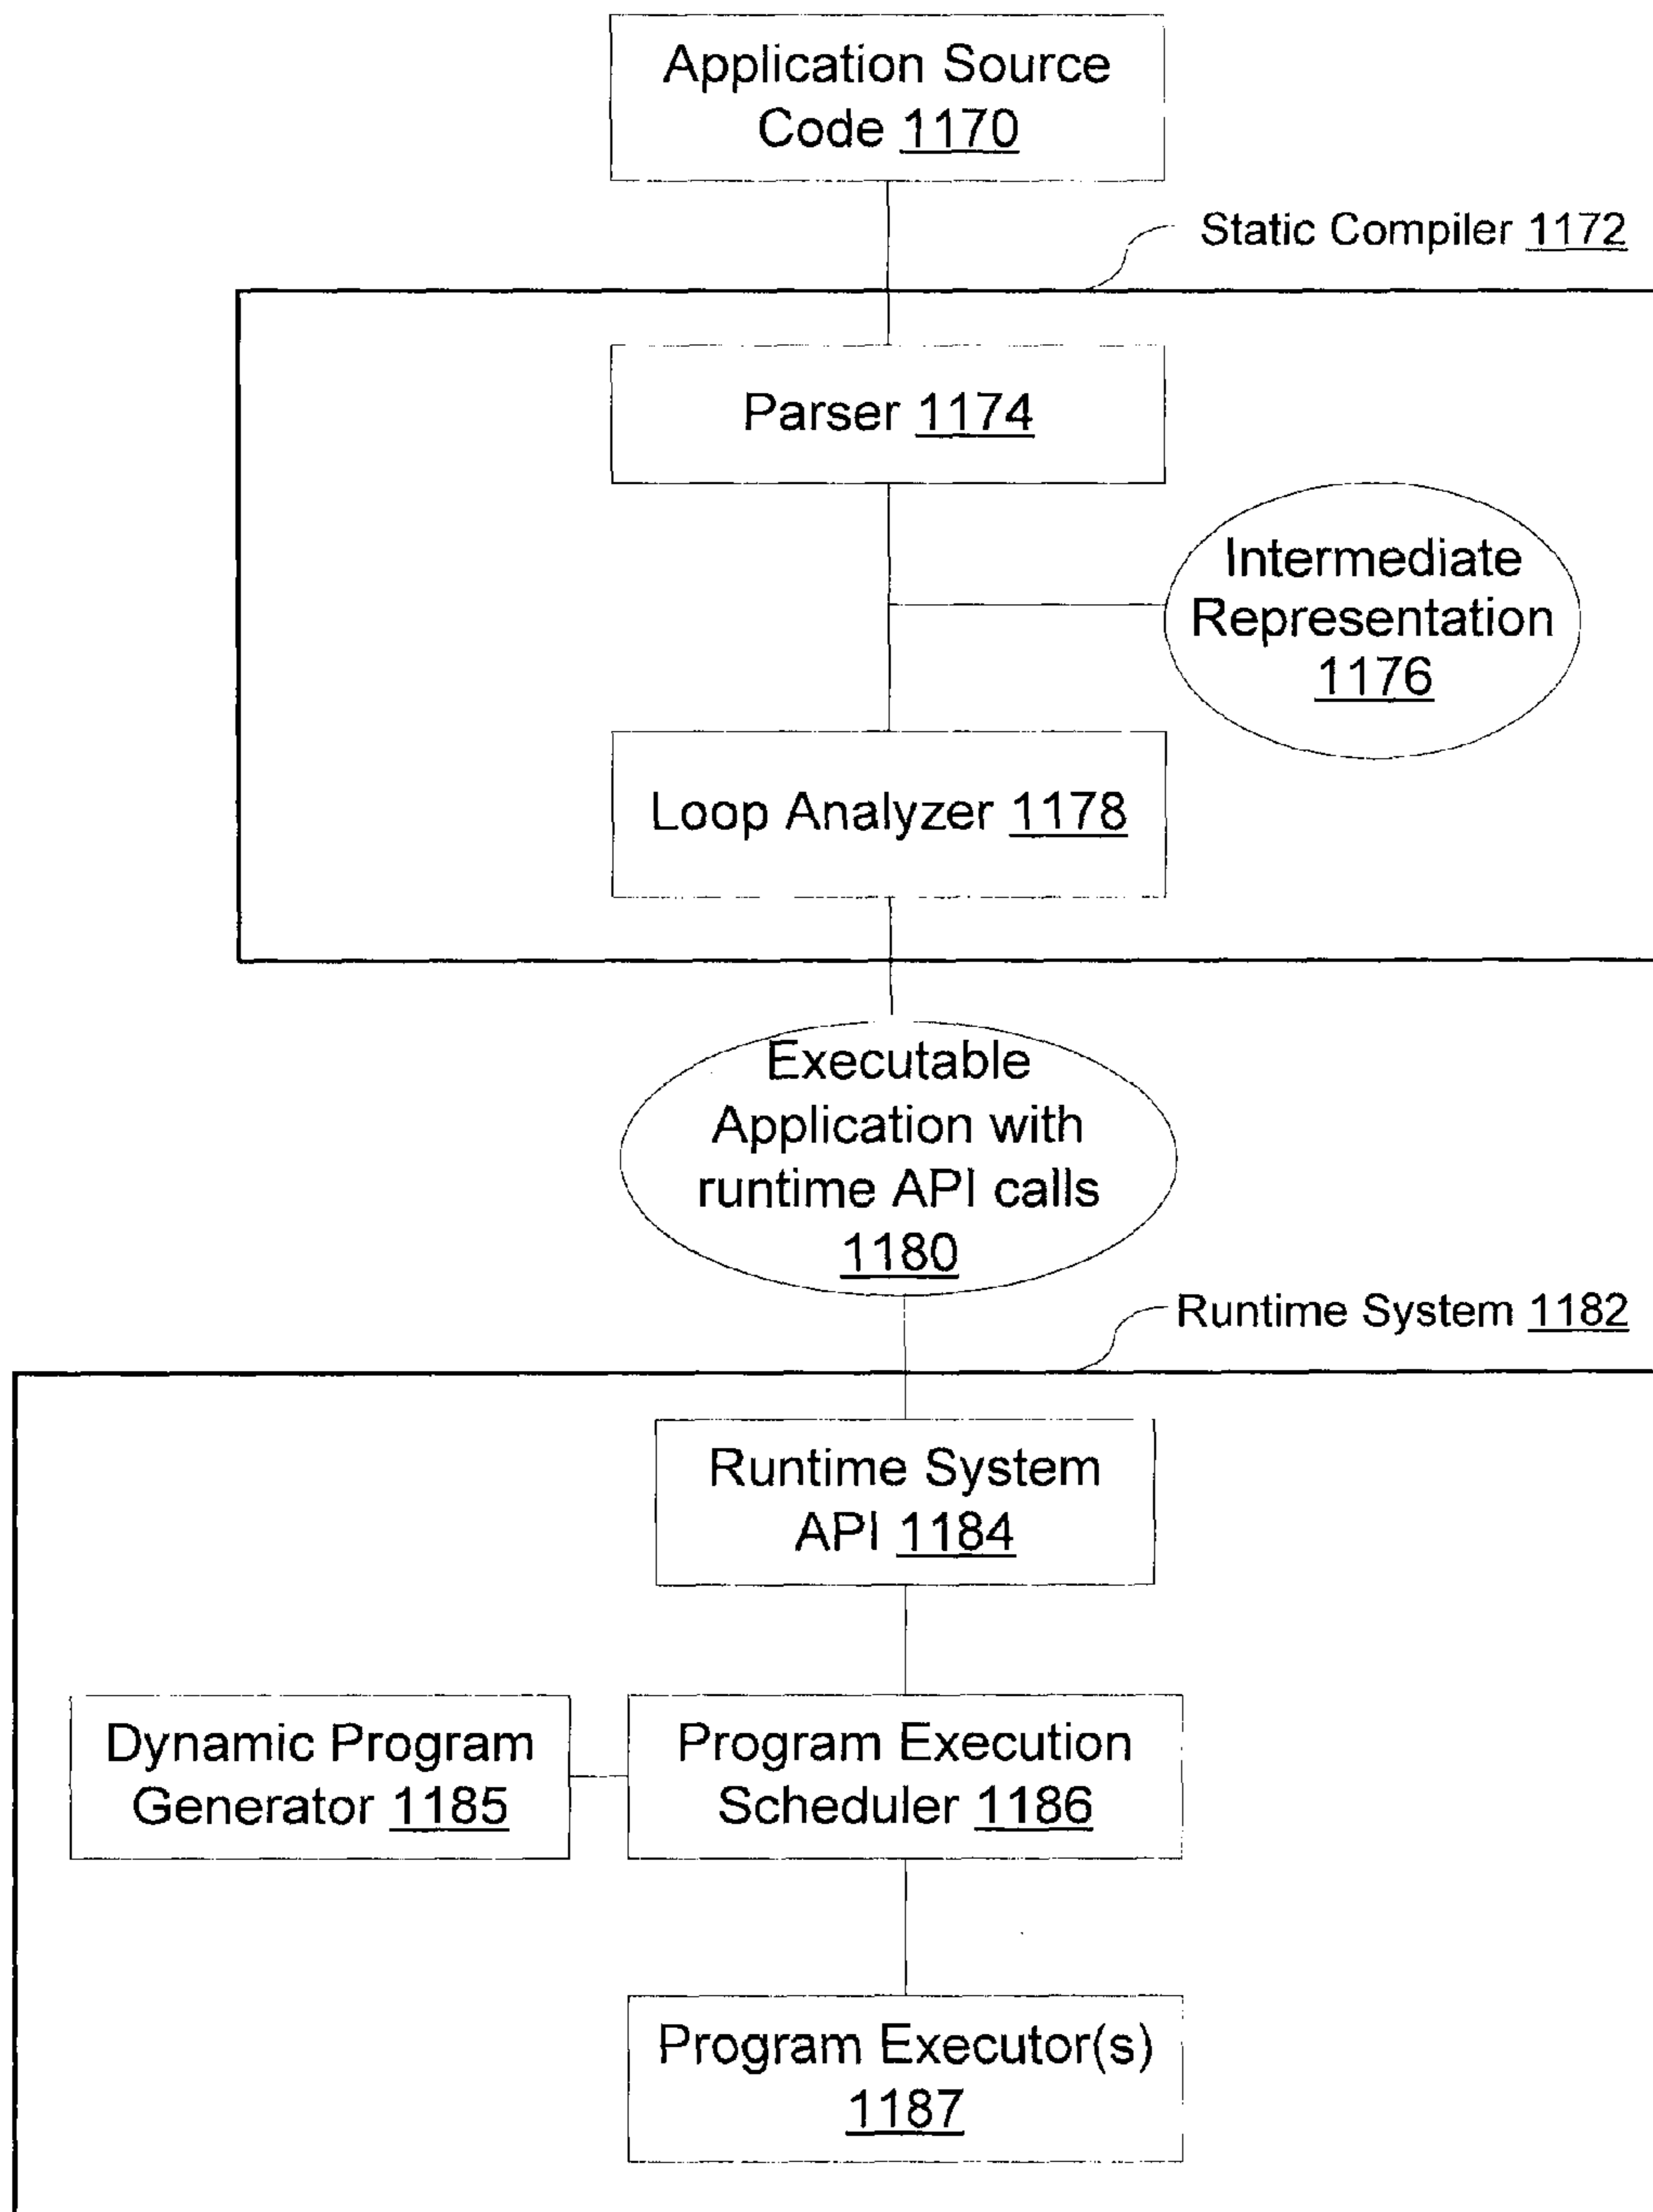 Application Source
Code 1170
Static Compiler 1172
Parser 1174
Intermediate
Representation
1176
Loop Analyzer 1178
Executable
Application with
runtime API calls
1180
Runtime System 1182
Runtime System
API 1184
Dynamic Program
Generator 1185
Program Execution
Scheduler 1186
Program Executor(s)
1187